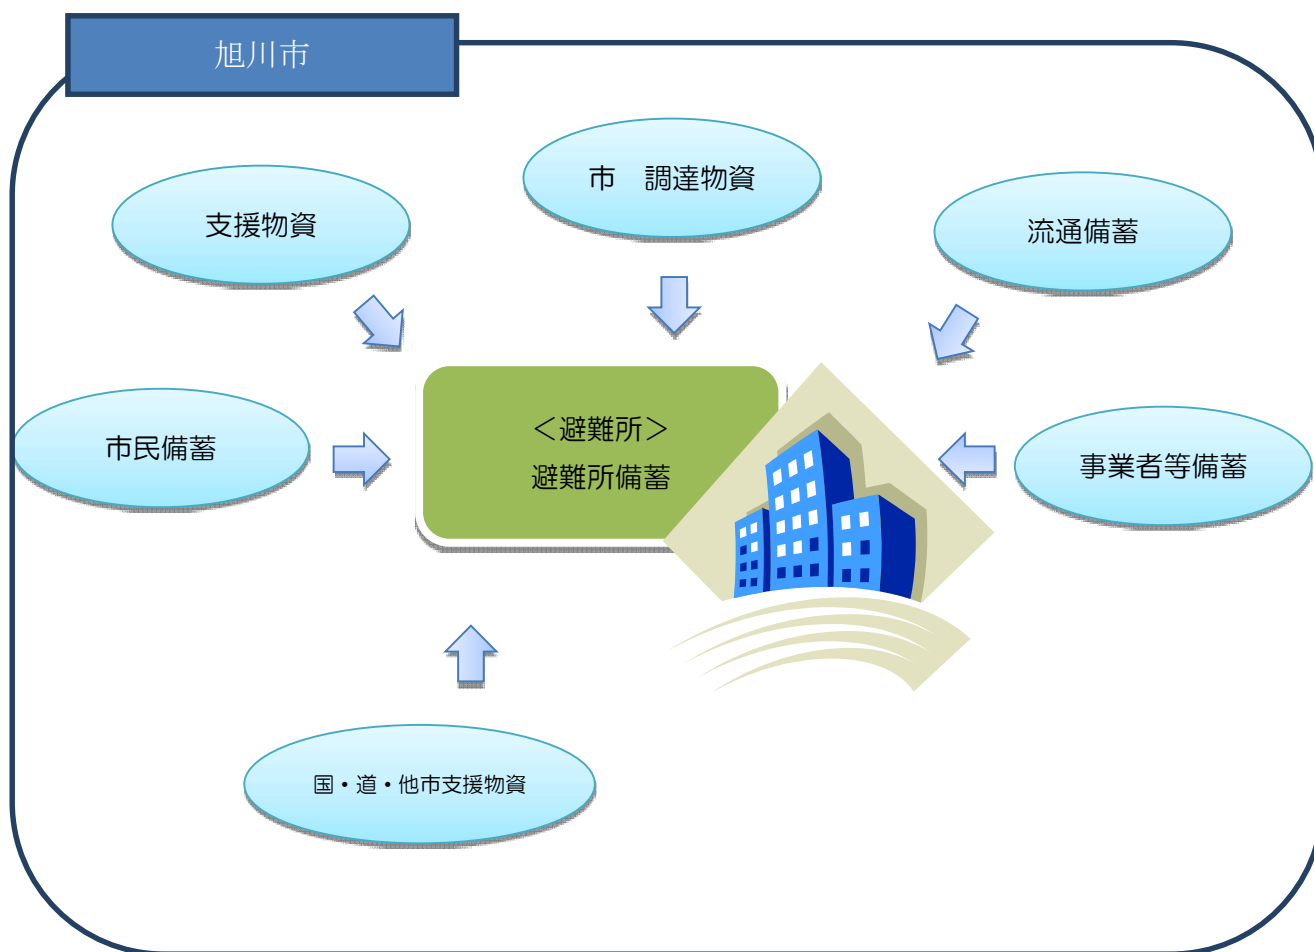 旭川市
市　調達物資
支援物資
流通備蓄
＜避難所＞
避難所備蓄
市民備蓄
事業者等備蓄
国・道・他市支援物資